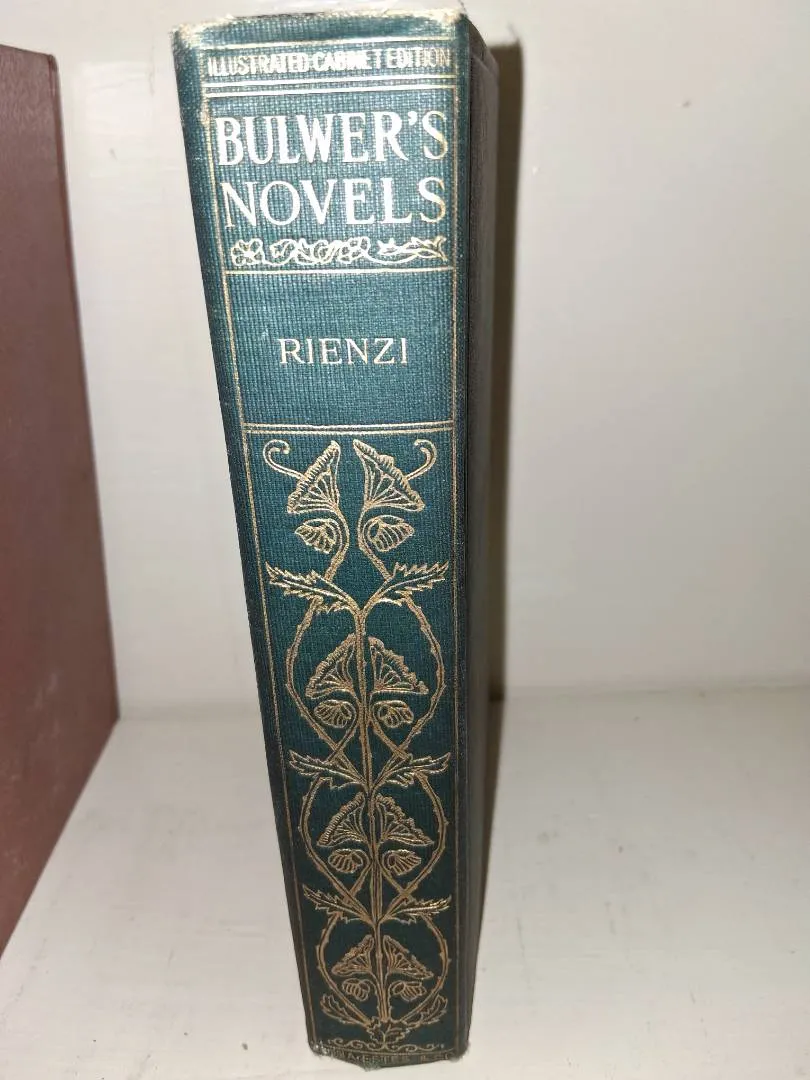 ILLUSTRATED CABINET EDITION
BULWER'S
NOVELS
RIENZI